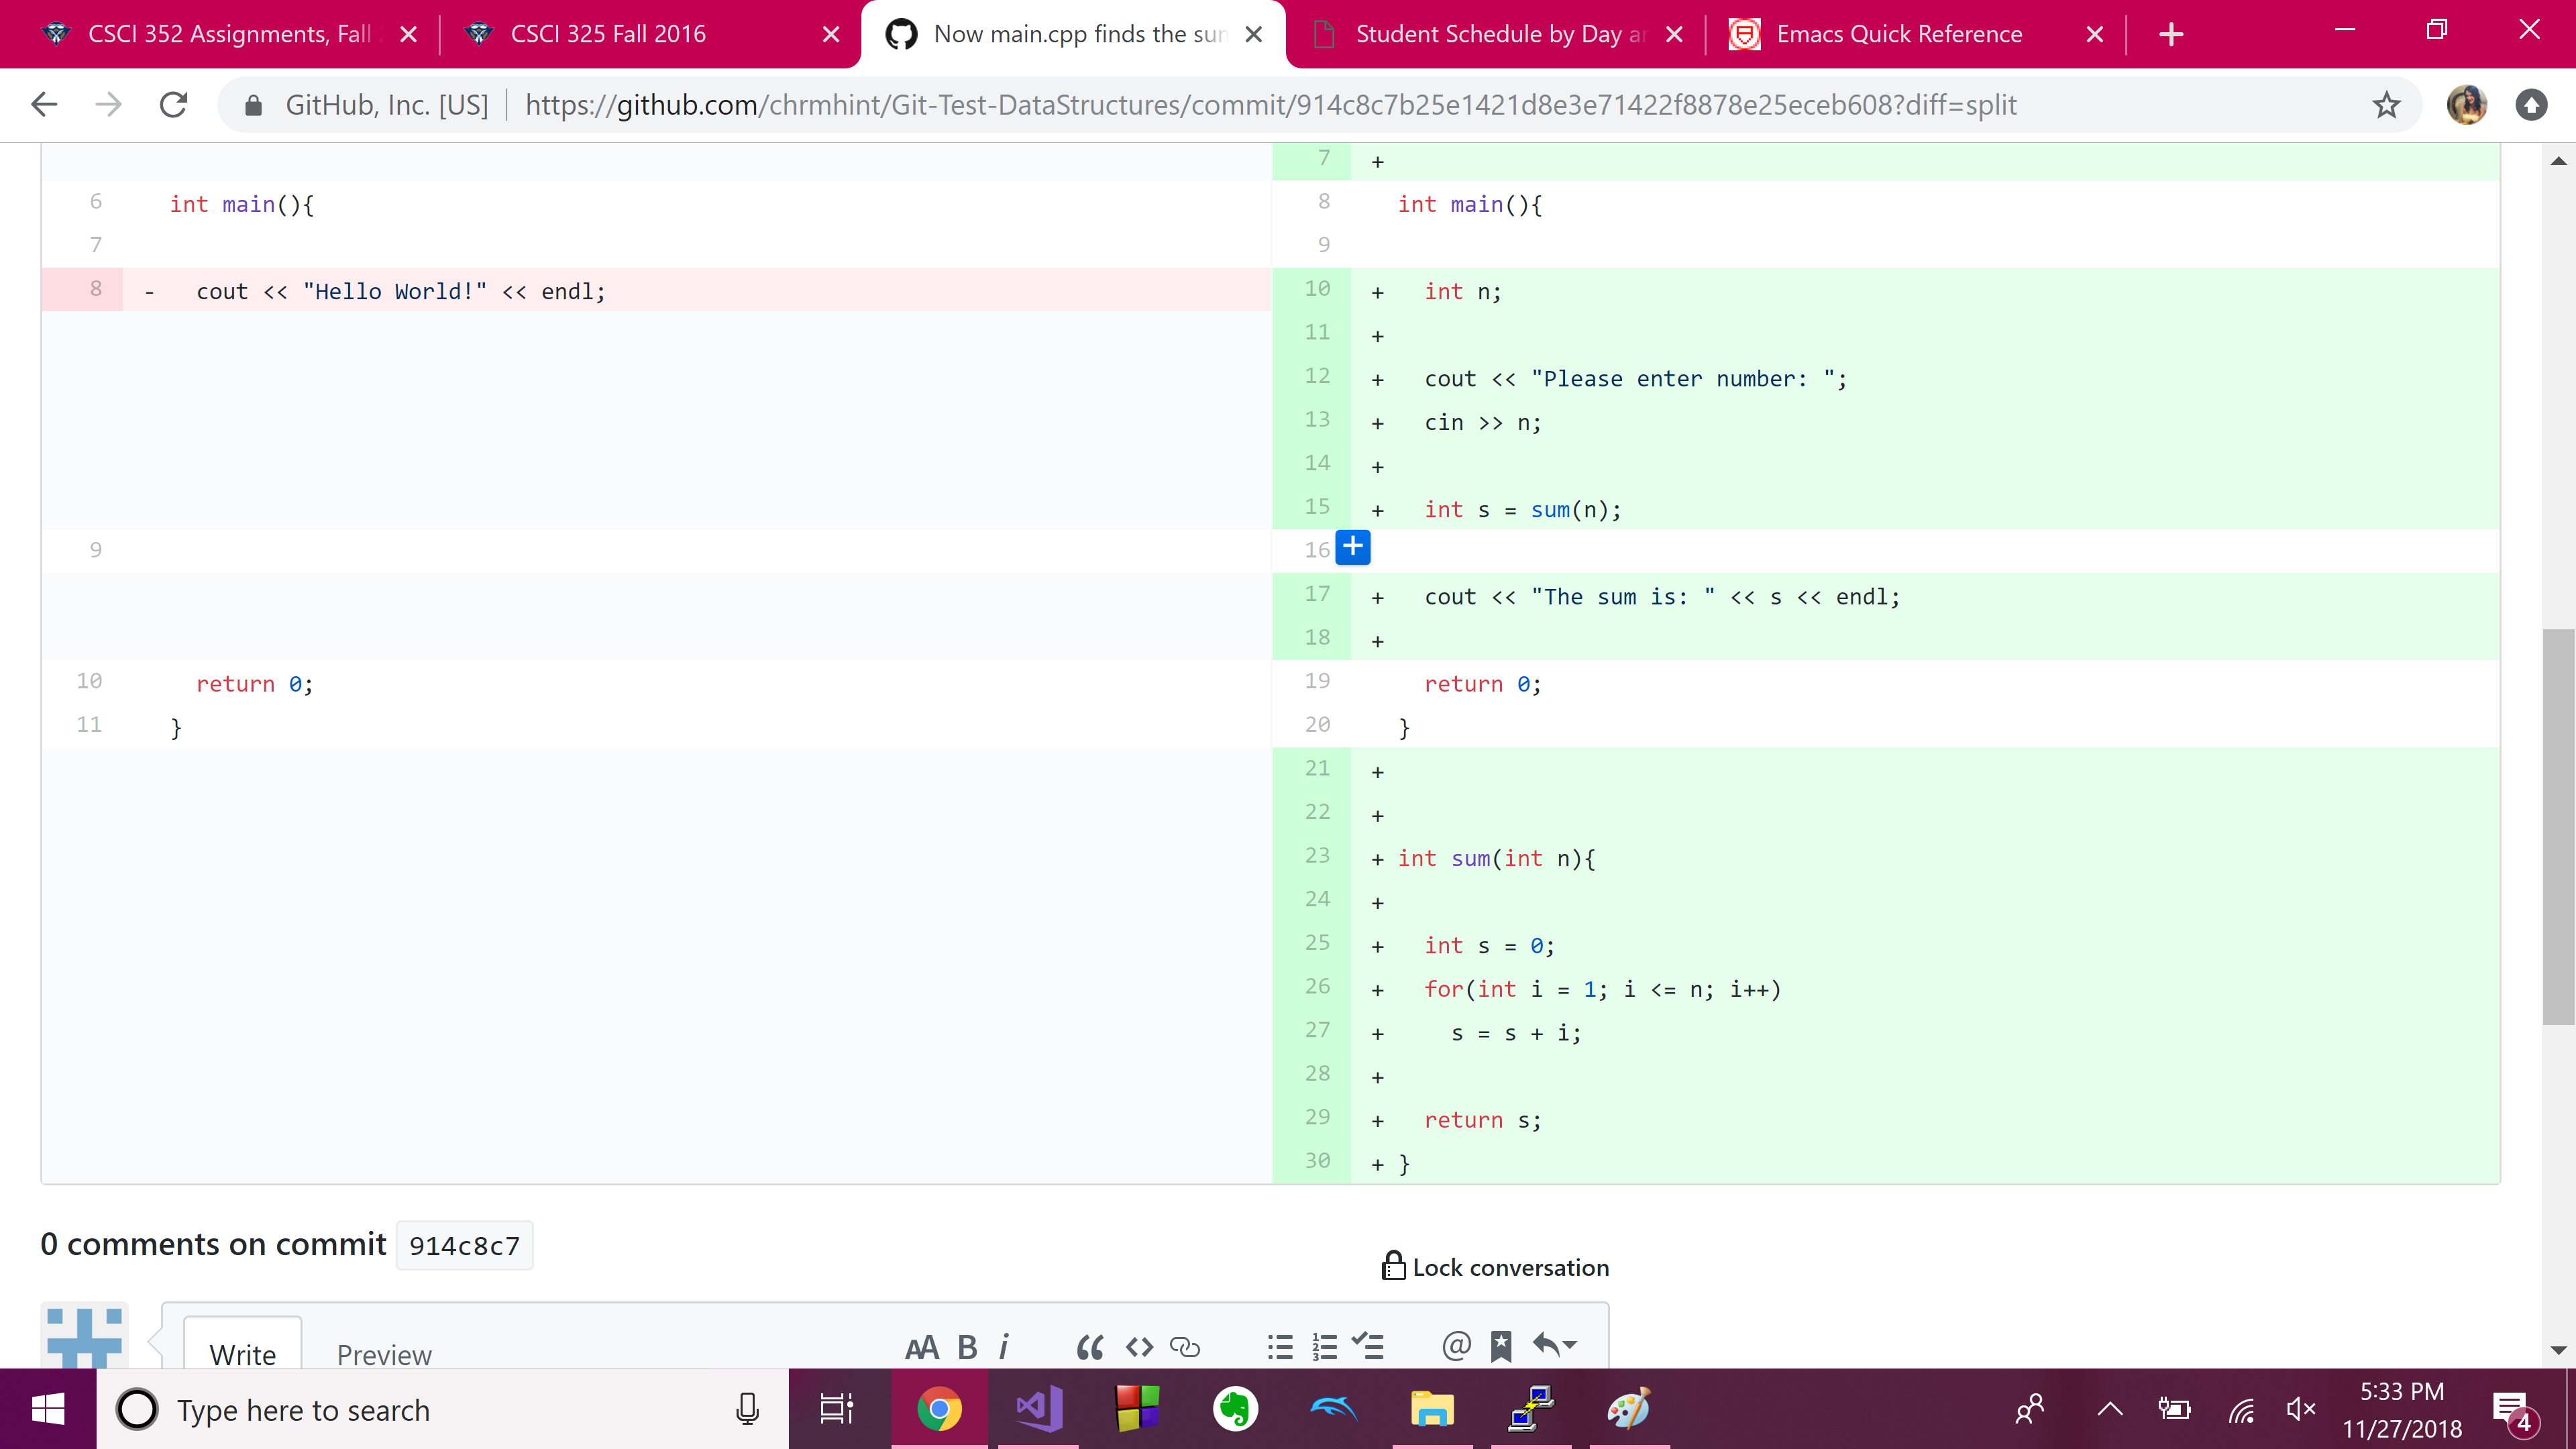 CSCI 352 Assignments, Fall
CSCI 325 Fall 2016
Now main.cpp finds the sum
Student Schedule by Day a
Emacs Quick Reference
GitHub, Inc. [US]
https://github.com/chrmhint/Git-Test-DataStructures/commit/914c8c7b25e1421d8e3e71422f8878e25eceb608?diff=split
7 +
6 int main(){
8 int main(){
7
9
8 - cout << "Hello World!" << endl;
10 + int n;
11 +
12 + cout << "Please enter number: ";
13 + cin >> n;
14 +
15 + int s = sum(n);
9
16 +
17 + cout << "The sum is: " << s << endl;
18 +
10 return 0;
19 return 0;
11 }
20 }
21 +
22 +
23 + int sum(int n){
24 +
25 + int s = 0;
26 + for(int i = 1; i <= n; i++)
27 + s = s + i;
28 +
29 + return s;
30 + }
0 comments on commit 914c8c7
Lock conversation
Write
Preview
Type here to search
5:33 PM
11/27/2018
4